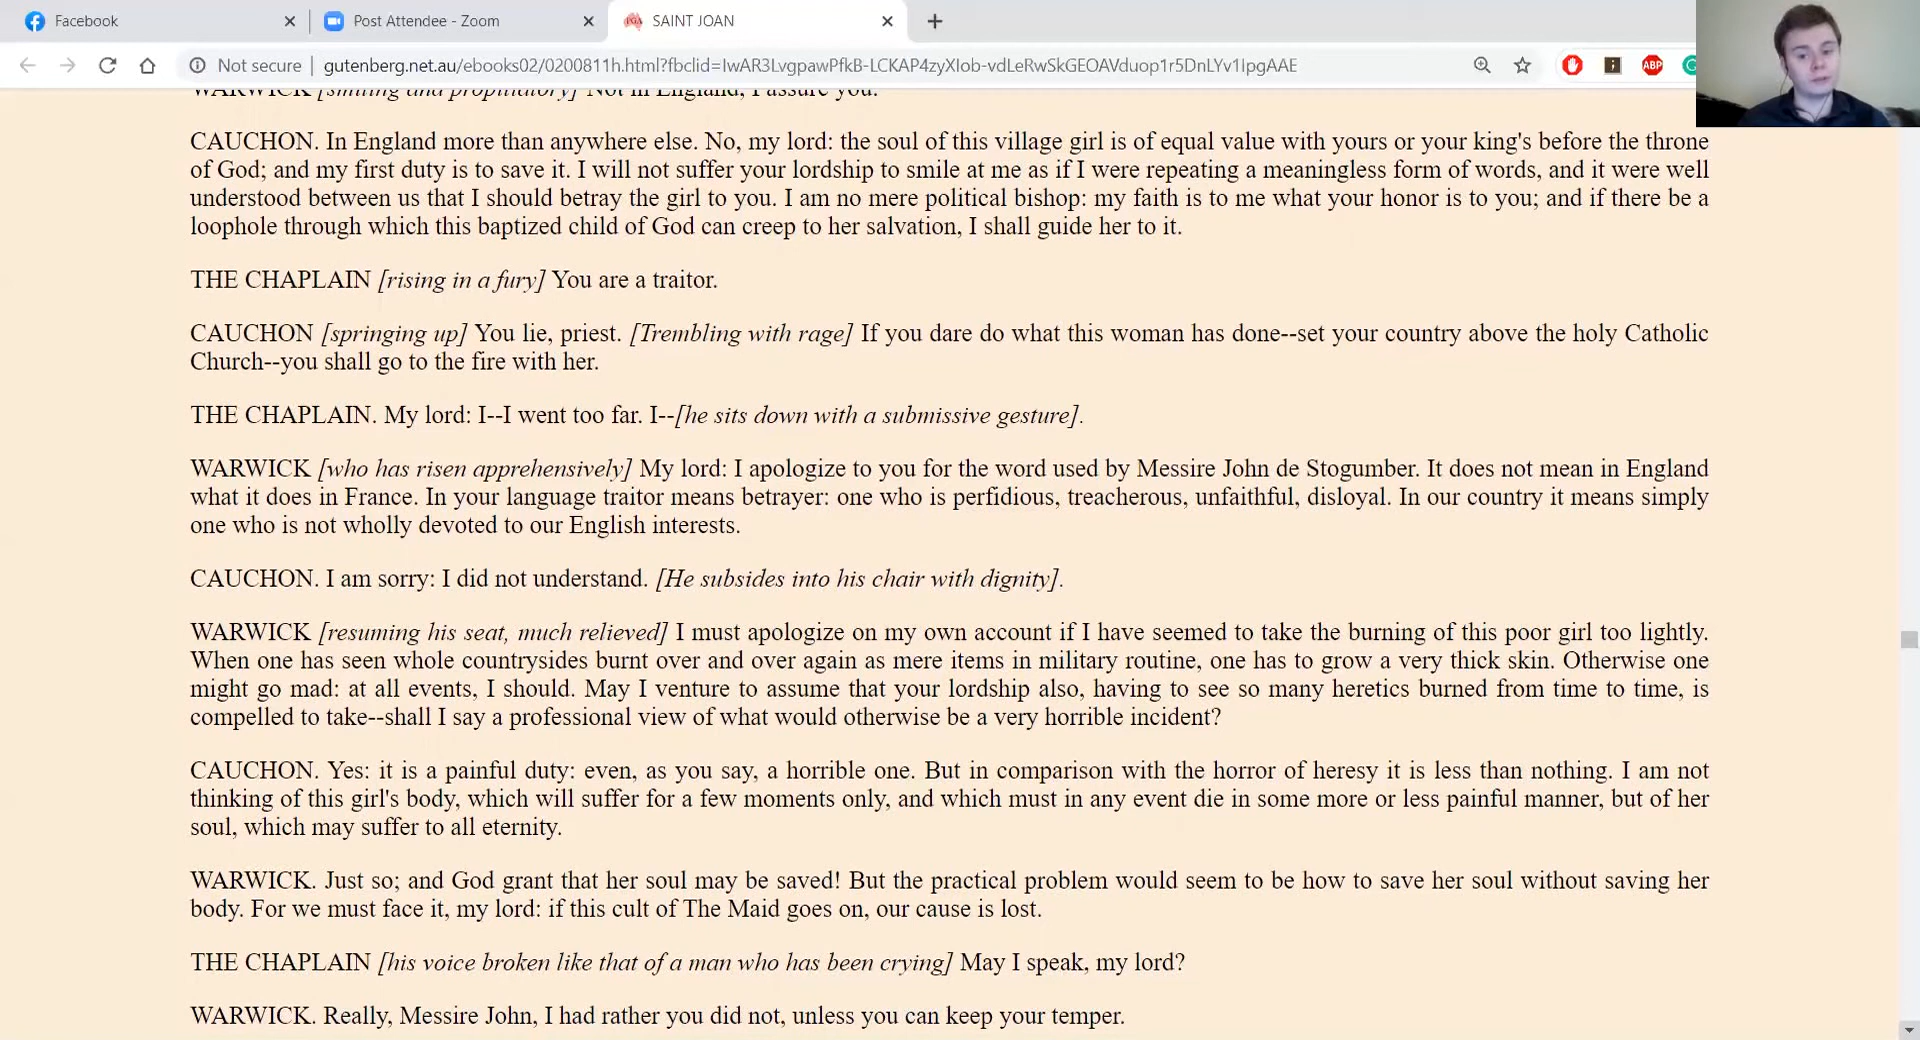 Facebook
Post Attendee - Zoom
SAINT JOAN
Not secure
gutenberg.net.au/ebooks02/0200811h.html?fbclid=IwAR3LvgpawPfkB-LCKAP4zyXIob-vdLeRwSkGEOAVduop1r5DnLYv1IpgAAE
ABP
WARWICK [smiling and propitiatory] Not in England, I assure you.
CAUCHON. In England more than anywhere else. No, my lord: the soul of this village girl is of equal value with yours or your king's before the throne
of God; and my first duty is to save it. I will not suffer your lordship to smile at me as if I were repeating a meaningless form of words, and it were well
understood between us that I should betray the girl to you. I am no mere political bishop: my faith is to me what your honor is to you; and if there be a
loophole through which this baptized child of God can creep to her salvation, I shall guide her to it.
THE CHAPLAIN [rising in a fury] You are a traitor.
CAUCHON [springing up] You lie, priest. [Trembling with rage] If you dare do what this woman has done--set your country above the holy Catholic
Church--you shall go to the fire with her.
THE CHAPLAIN. My lord: I--I went too far. I--[he sits down with a submissive gesture].
WARWICK [who has risen apprehensively] My lord: I apologize to you for the word used by Messire John de Stogumber. It does not mean in England
what it does in France. In your language traitor means betrayer: one who is perfidious, treacherous, unfaithful, disloyal. In our country it means simply
one who is not wholly devoted to our English interests.
CAUCHON. I am sorry: I did not understand. [He subsides into his chair with dignity].
WARWICK [resuming his seat, much relieved] I must apologize on my own account if I have seemed to take the burning of this poor girl too lightly.
When one has seen whole countrysides burnt over and over again as mere items in military routine, one has to grow a very thick skin. Otherwise one
might go mad: at all events, I should. May I venture to assume that your lordship also, having to see so many heretics burned from time to time, is
compelled to take--shall I say a professional view of what would otherwise be a very horrible incident?
CAUCHON. Yes: it is a painful duty: even, as you say, a horrible one. But in comparison with the horror of heresy it is less than nothing. I am not
thinking of this girl's body, which will suffer for a few moments only, and which must in any event die in some more or less painful manner, but of her
soul, which may suffer to all eternity.
WARWICK. Just so; and God grant that her soul may be saved! But the practical problem would seem to be how to save her soul without saving her
body. For we must face it, my lord: if this cult of The Maid goes on, our cause is lost.
THE CHAPLAIN [his voice broken like that of a man who has been crying] May I speak, my lord?
WARWICK. Really, Messire John, I had rather you did not, unless you can keep your temper.